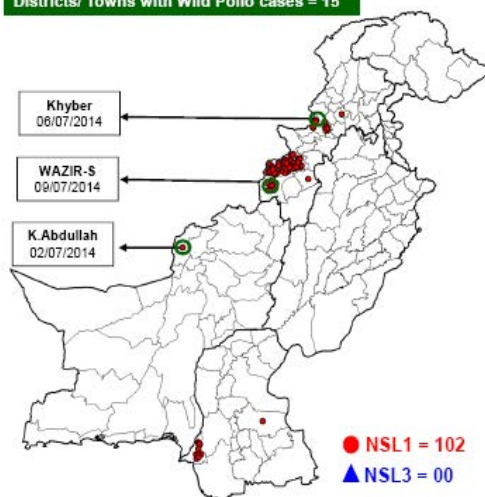 Districts/ Towns with Wild Polio cases = 15
Khyber
06/07/2014
WAZIR-S
09/07/2014
K.Abdullah
02/07/2014
NSL1 = 102
NSL3 = 00